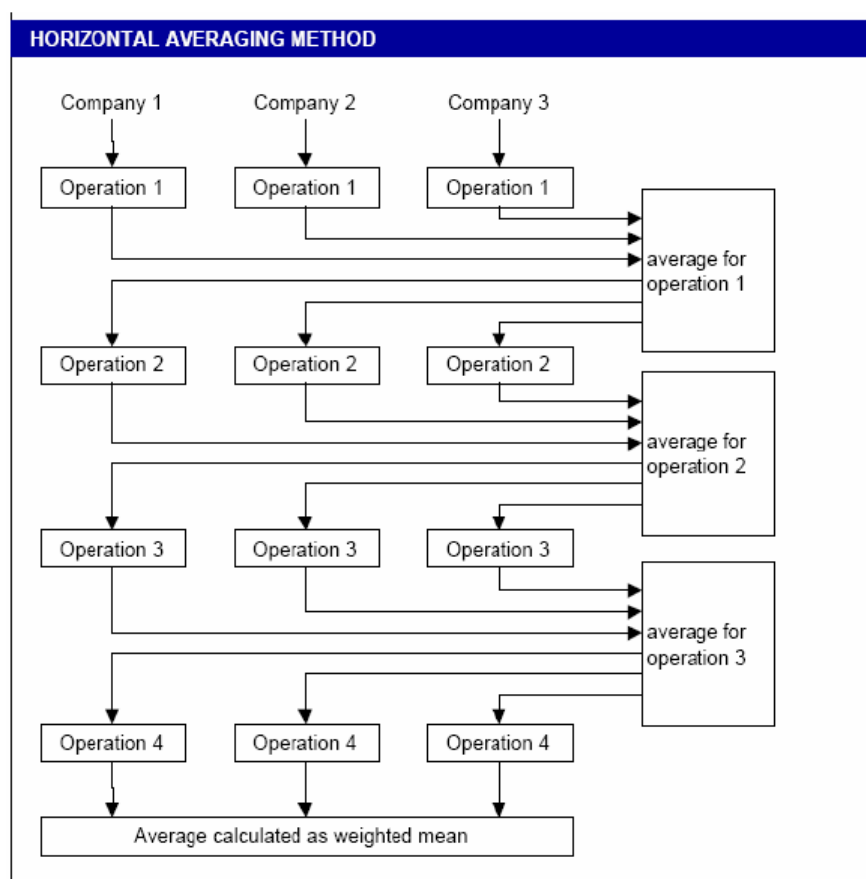 HORIZONTAL AVERAGING METHOD
Company 1 Company 2 Company 3
Operation 1 Operation 1 Operation 1
average for
operation 1
Operation 2 Operation 2 Operation 2
average for
operation 2
Operation 3 Operation 3 Operation 3
average for
operation 3
Operation 4 Operation 4 Operation 4
Average calculated as weighted mean